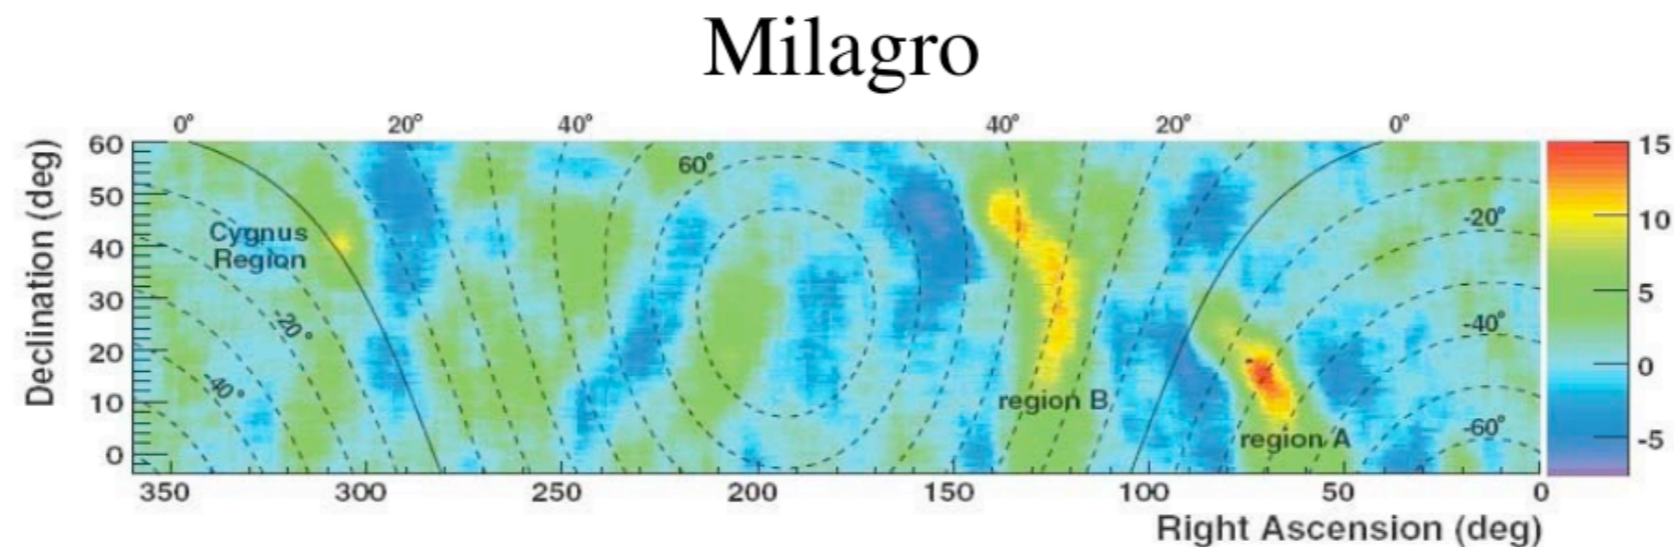 Milagro
0° 20° 40° 40° 20° 0°
Declination (deg)
60
50
40
30
20
10
0
60°
Cygnus
Region
-20°
-40°
region B
region A
-20°
-40°
-60°
15
10
5
0
-5
350 300 250 200 150 100 50 0
Right Ascension (deg)